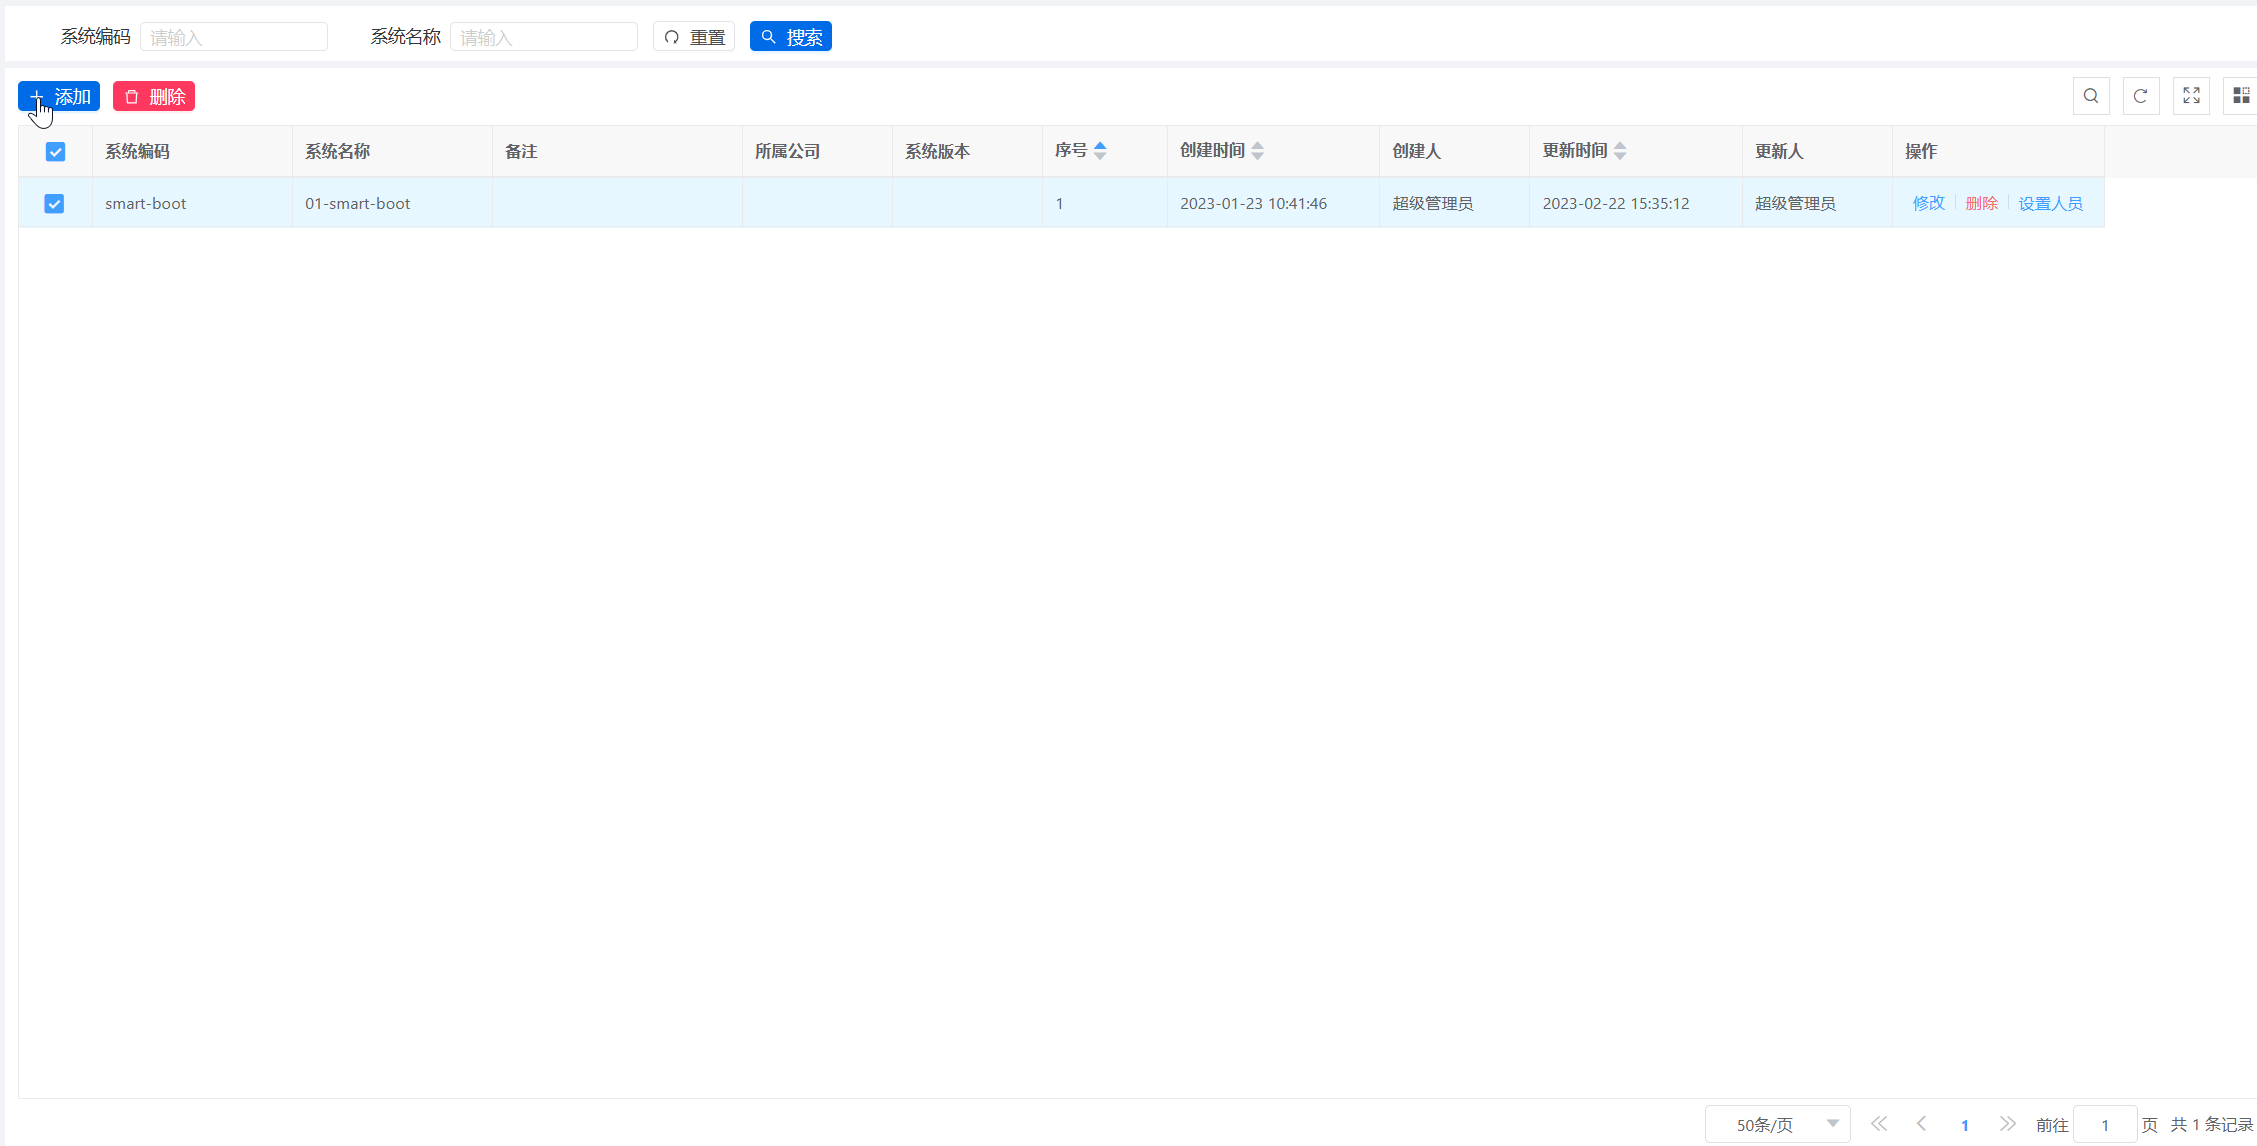 系统编码 请输入 系统名称 请输入 重置 搜索
添加 删除
系统编码 系统名称 备注 所属公司 系统版本 序号 创建时间 创建人 更新时间 更新人 操作
smart-boot 01-smart-boot 1 2023-01-23 10:41:46 超级管理员 2023-02-22 15:35:12 超级管理员 修改 删除 设置人员
50条/页 1 前往 1 页 共 1 条记录